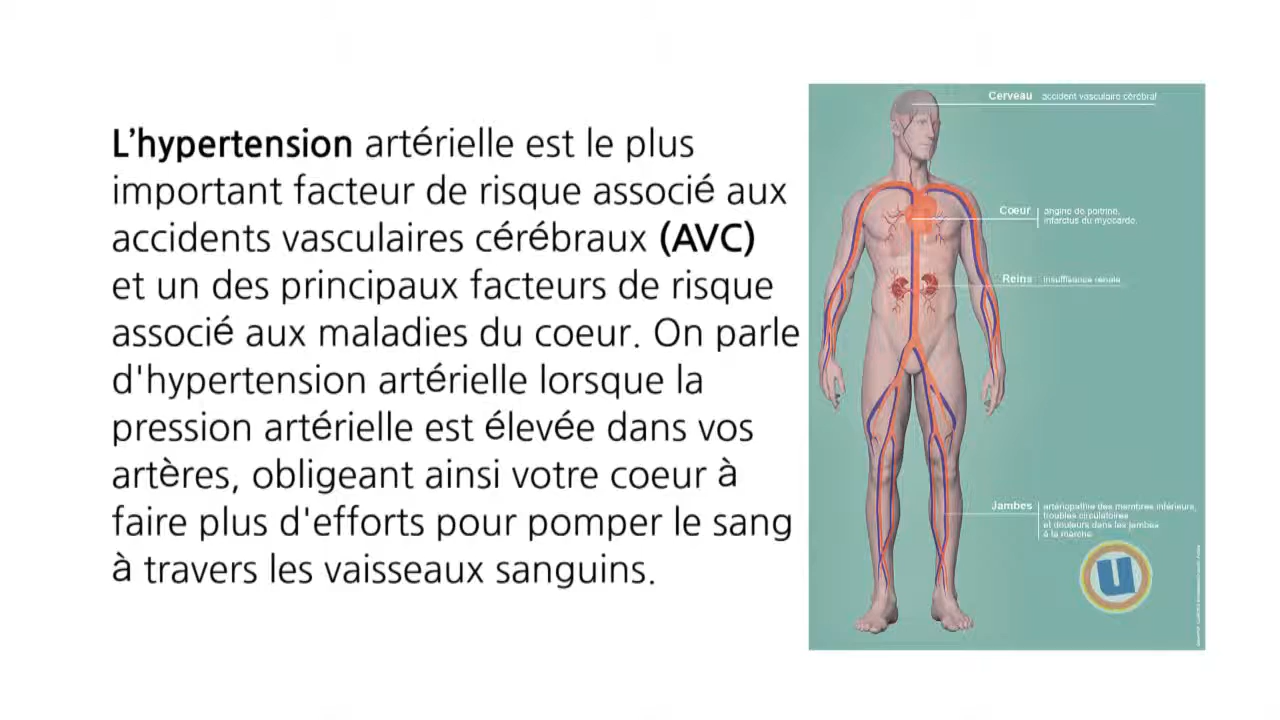 L'hypertension artérielle est le plus
important facteur de risque associé aux
accidents vasculaires cérébraux (AVC)
et un des principaux facteurs de risque
associé aux maladies du coeur. On parle
d'hypertension artérielle lorsque la
pression artérielle est élevée dans vos
artères, obligeant ainsi votre coeur à
faire plus d'efforts pour pomper le sang
à travers les vaisseaux sanguins.
Cerveau accident vasculaire cérébral
Cœur angine de poitrine,
infarctus du myocarde.
Reins insuffisance rénale
Jambes artériopathie des membres inférieurs,
troubles circulatoires
et douleurs dans les jambes
à la marche.
U